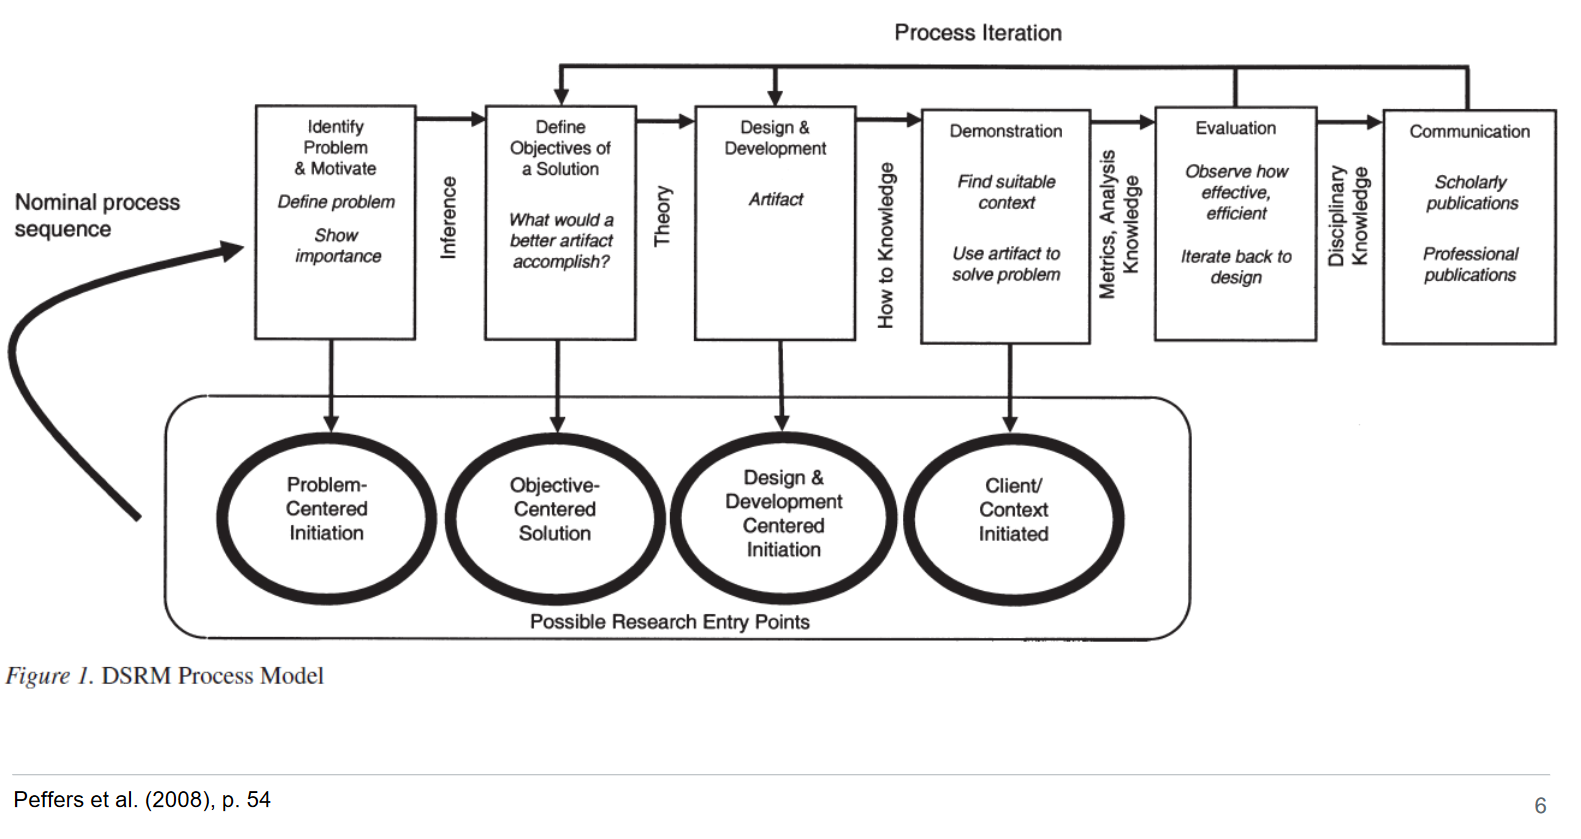 Process Iteration
Nominal process
sequence
Identify
Problem
& Motivate
Define problem
Show
importance
Inference
Define
Objectives of
a Solution
What would a
better artifact
accomplish?
Theory
Design &
Development
Artifact
How to Knowledge
Demonstration
Find suitable
context
Use artifact to
solve problem
Metrics, Analysis
Knowledge
Evaluation
Observe how
effective,
efficient
Iterate back to
design
Disciplinary
Knowledge
Communication
Scholarly
publications
Professional
publications
Problem-
Centered
Initiation
Objective-
Centered
Solution
Design &
Development
Centered
Initiation
Client/
Context
Initiated
Possible Research Entry Points
Figure 1. DSRM Process Model
Peffers et al. (2008), p. 54
6